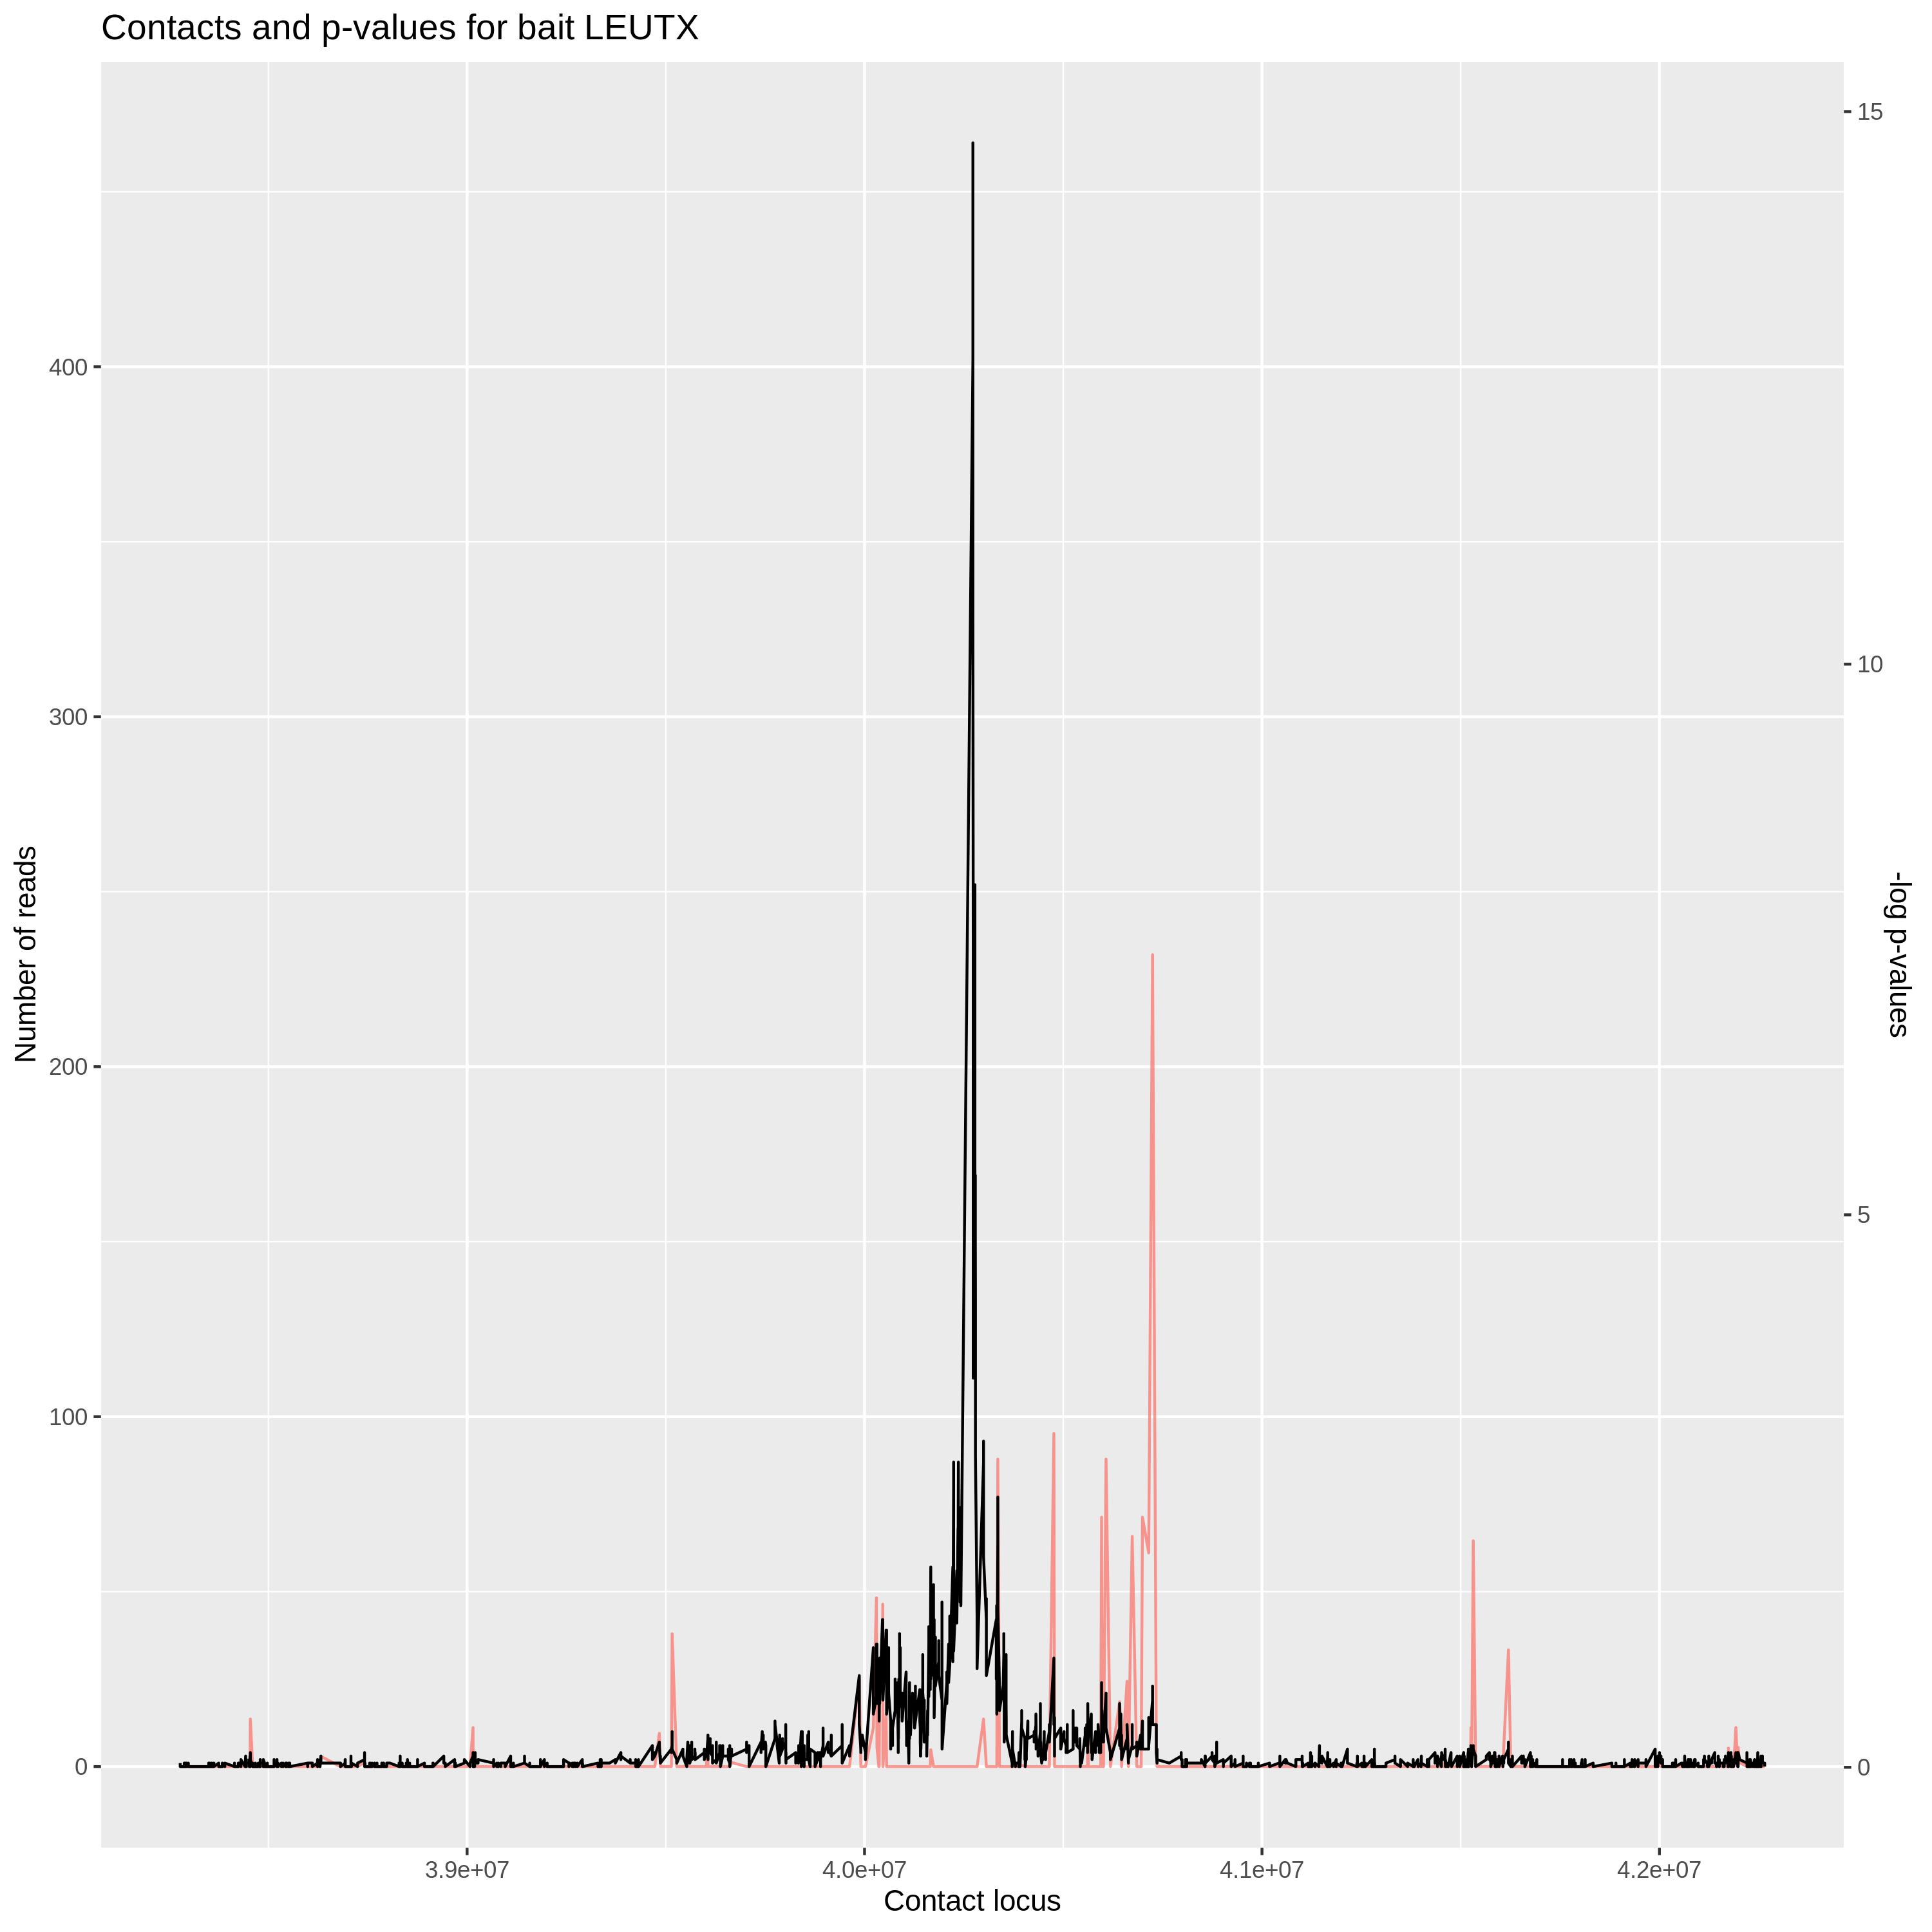 Contacts and p-values for bait LEUTX
15
400
10
300
Number of reads
-log p-values
200
5
100
0
0
3.9e+07
4.0e+07
4.1e+07
4.2e+07
Contact locus